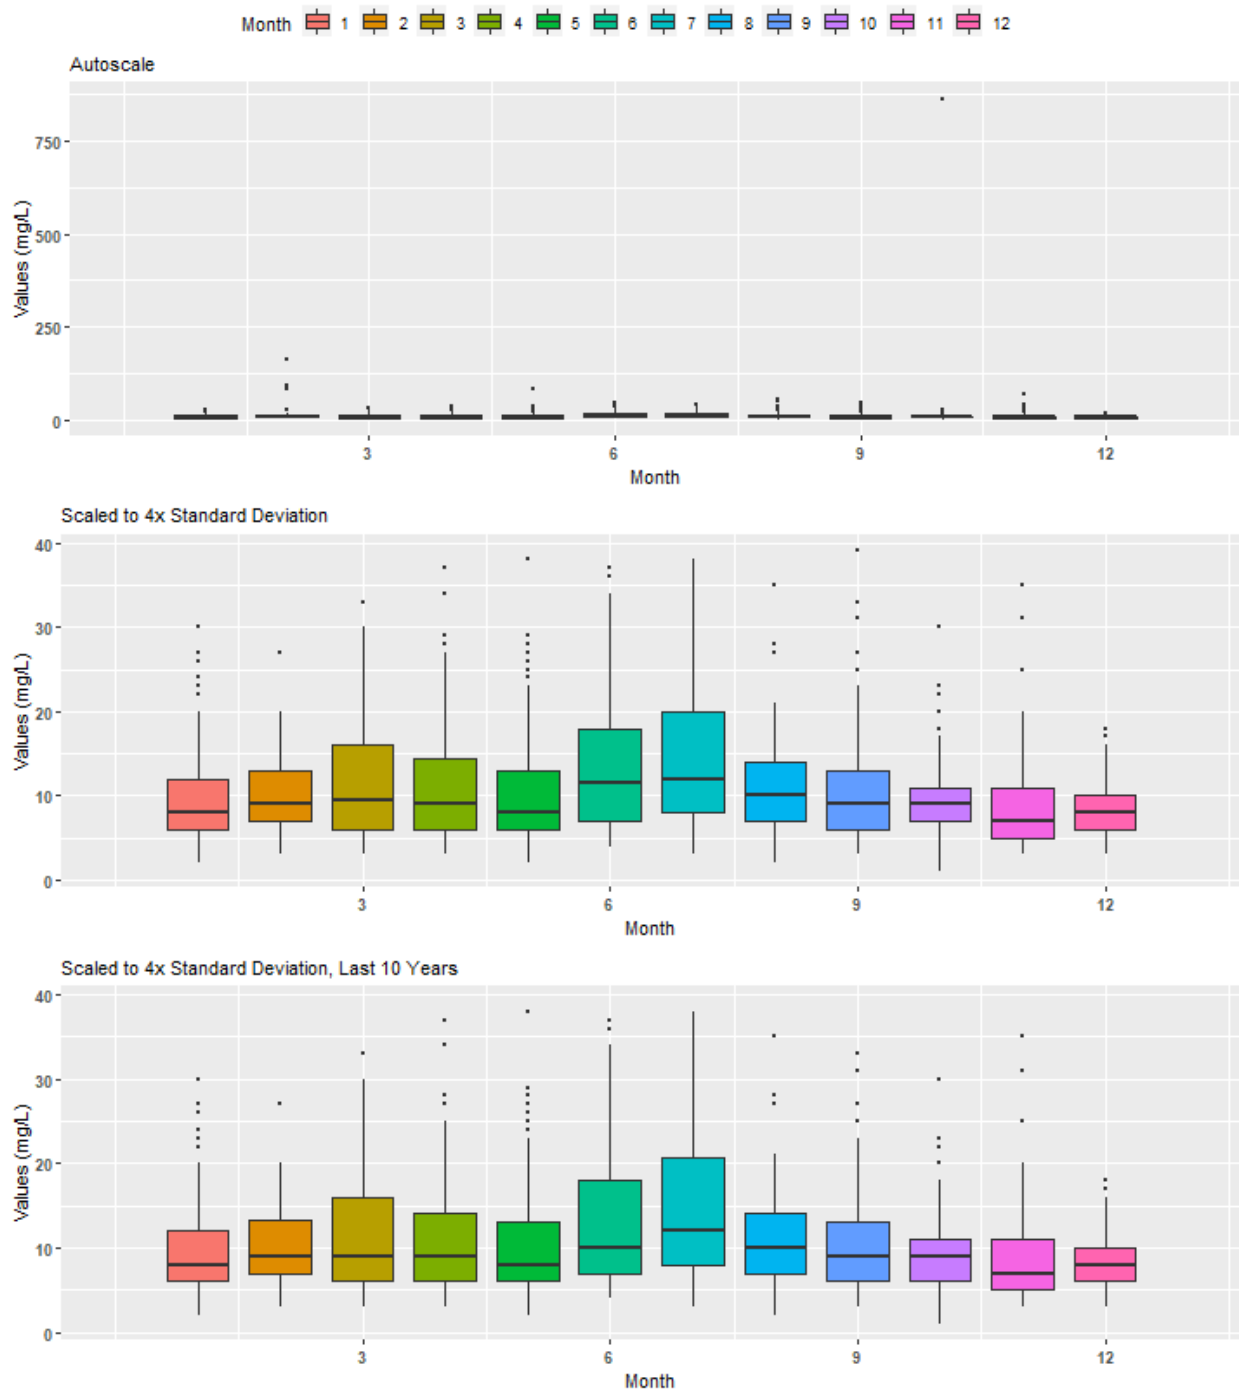 Month 1 2 3 4 5 6 7 8 9 10 11 12
Autoscale
Values (mg/L)
750
500
250
0
3 6 9 12
Month
Scaled to 4x Standard Deviation
Values (mg/L)
40
30
20
10
0
3 6 9 12
Month
Scaled to 4x Standard Deviation, Last 10 Years
Values (mg/L)
40
30
20
10
0
3 6 9 12
Month